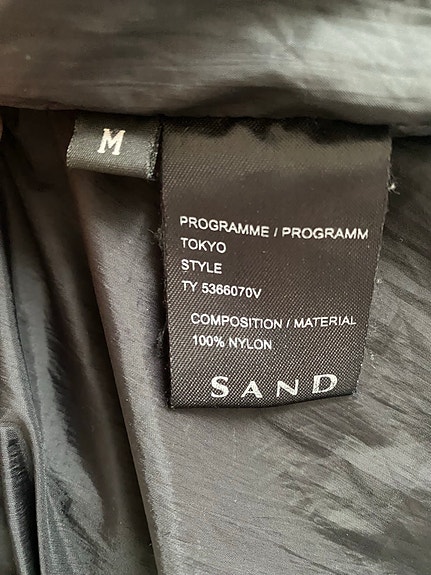 M
PROGRAMME / PROGRAMM
TOKYO
STYLE
TY 5366070V
COMPOSITION / MATERIAL
100% NYLON
SAND